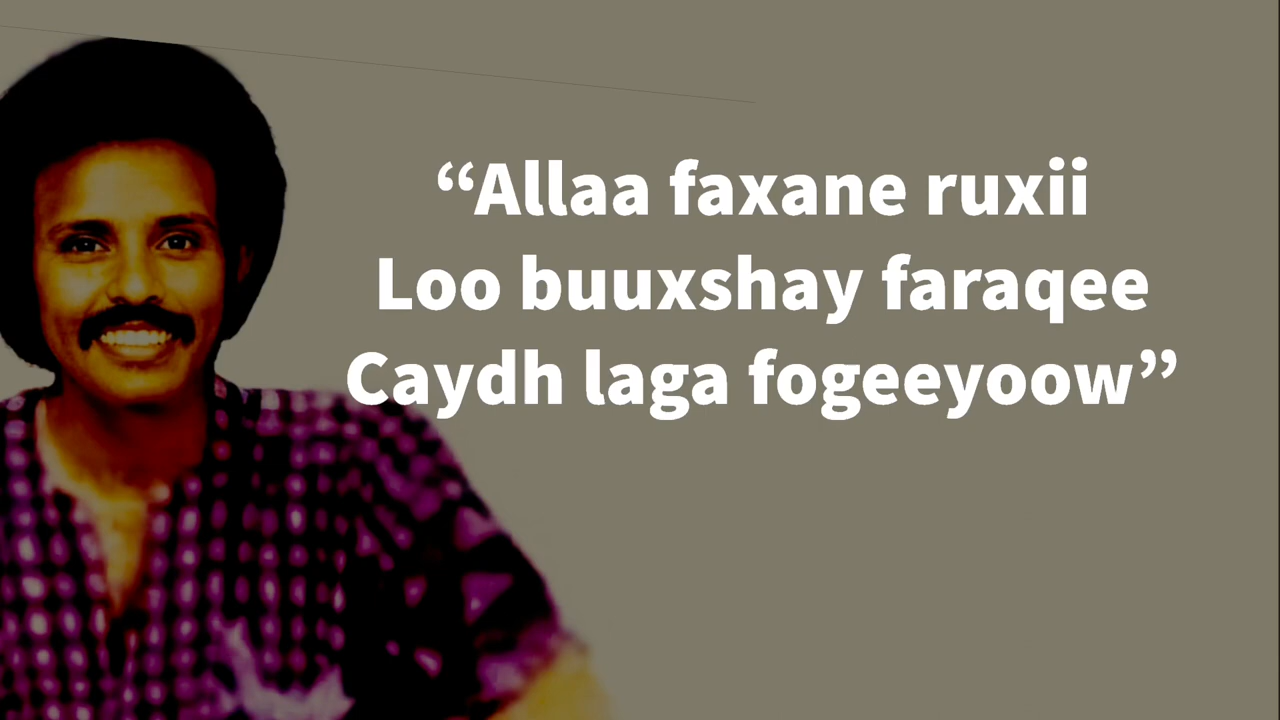 “Allaa faxane ruxii
Loo buuxshay faraqee
Caydh laga fogeeyoow”